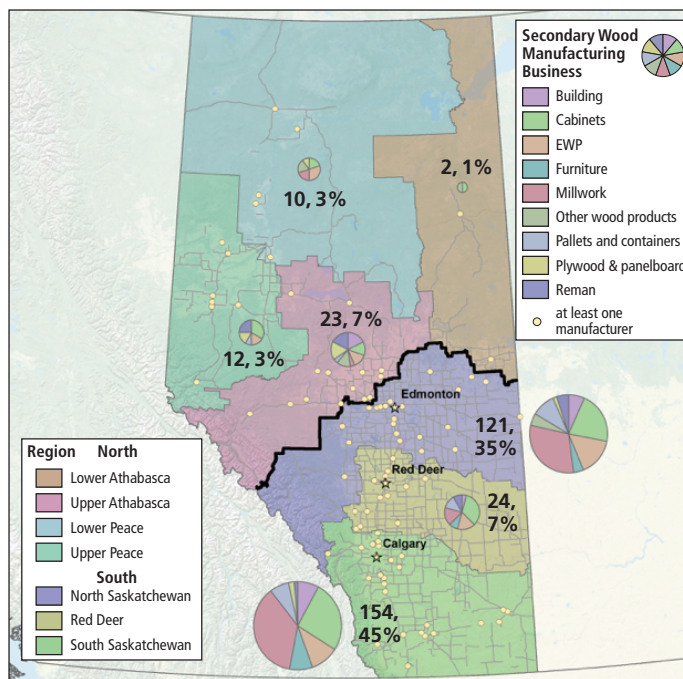 Secondary Wood
Manufacturing
Business
Building
Cabinets
EWP
Furniture
Millwork
Other wood products
Pallets and containers
Plywood & panelboard
Reman
at least one
manufacturer
2, 1%
10, 3%
23, 7%
12, 3%
Edmonton
121,
35%
Red Deer
24,
7%
Calgary
154,
45%
Region North
Lower Athabasca
Upper Athabasca
Lower Peace
Upper Peace
South
North Saskatchewan
Red Deer
South Saskatchewan